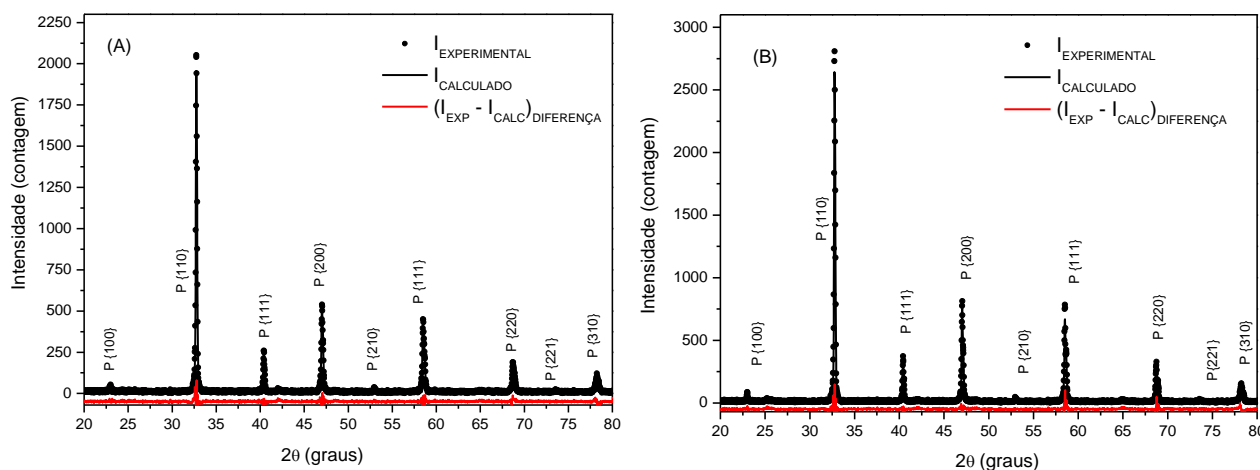 (A)
I EXPERIMENTAL
I CALCULADO
(I EXP - I CALC) DIFERENÇA
Intensidade (contagem)
2250
2000
1750
1500
1250
1000
750
500
250
0
P {100}
P {110}
P {111}
P {200}
P {210}
P {111}
P {220}
P {221}
P {310}
20 25 30 35 40 45 50 55 60 65 70 75 80
2θ (graus)
(B)
I EXPERIMENTAL
I CALCULADO
(I EXP - I CALC) DIFERENÇA
Intensidade (contagem)
3000
2500
2000
1500
1000
500
0
P {100}
P {110}
P {111}
P {200}
P {210}
P {111}
P {220}
P {221}
P {310}
20 25 30 35 40 45 50 55 60 65 70 75 80
2θ (graus)